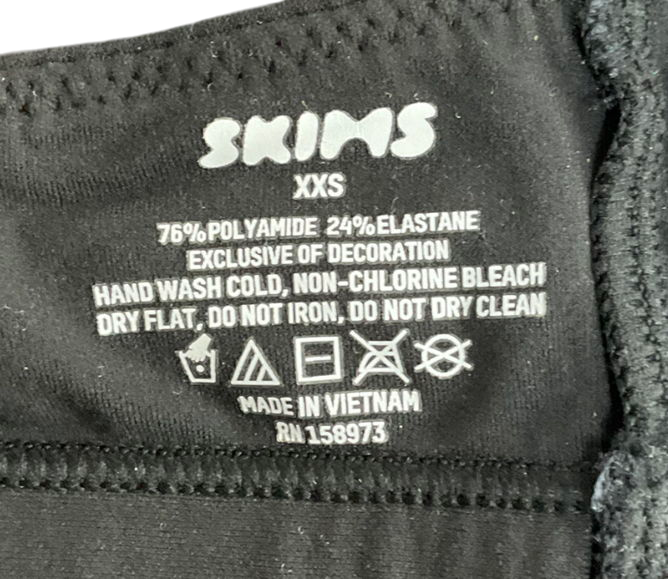 SKIMS
XXS
76% POLYAMIDE 24% ELASTANE
EXCLUSIVE OF DECORATION
HAND WASH COLD, NON-CHLORINE BLEACH
DRY FLAT, DO NOT IRON, DO NOT DRY CLEAN
MADE IN VIETNAM
RN 158973